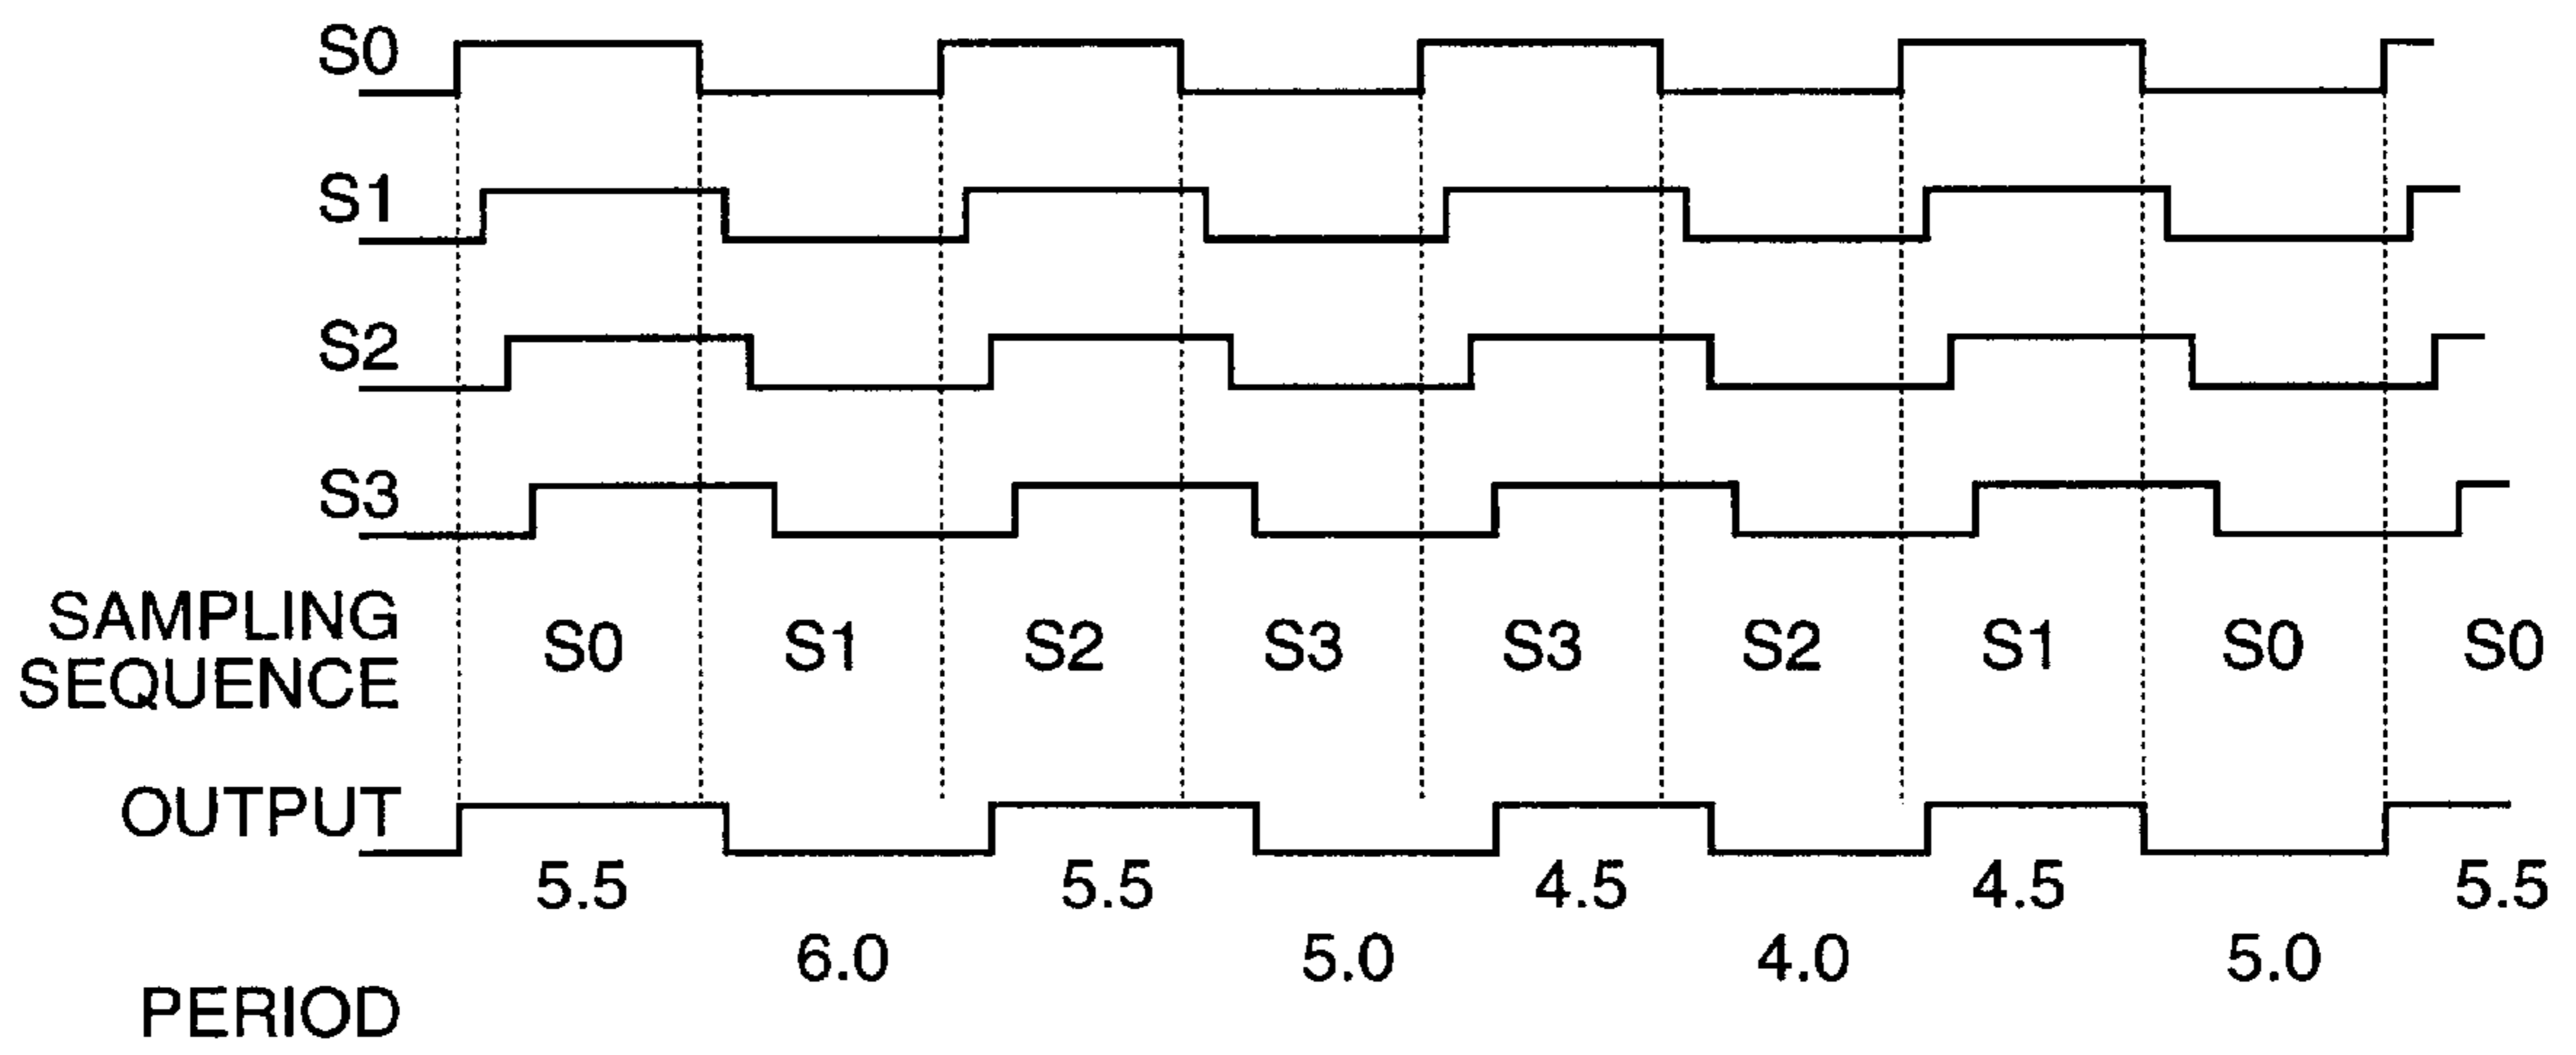 S0
S1
S2
S3
SAMPLING
SEQUENCE
S0 S1 S2 S3 S3 S2 S1 S0 S0
OUTPUT
5.5 5.5 4.5 4.5 5.5
6.0 5.0 4.0 5.0
PERIOD